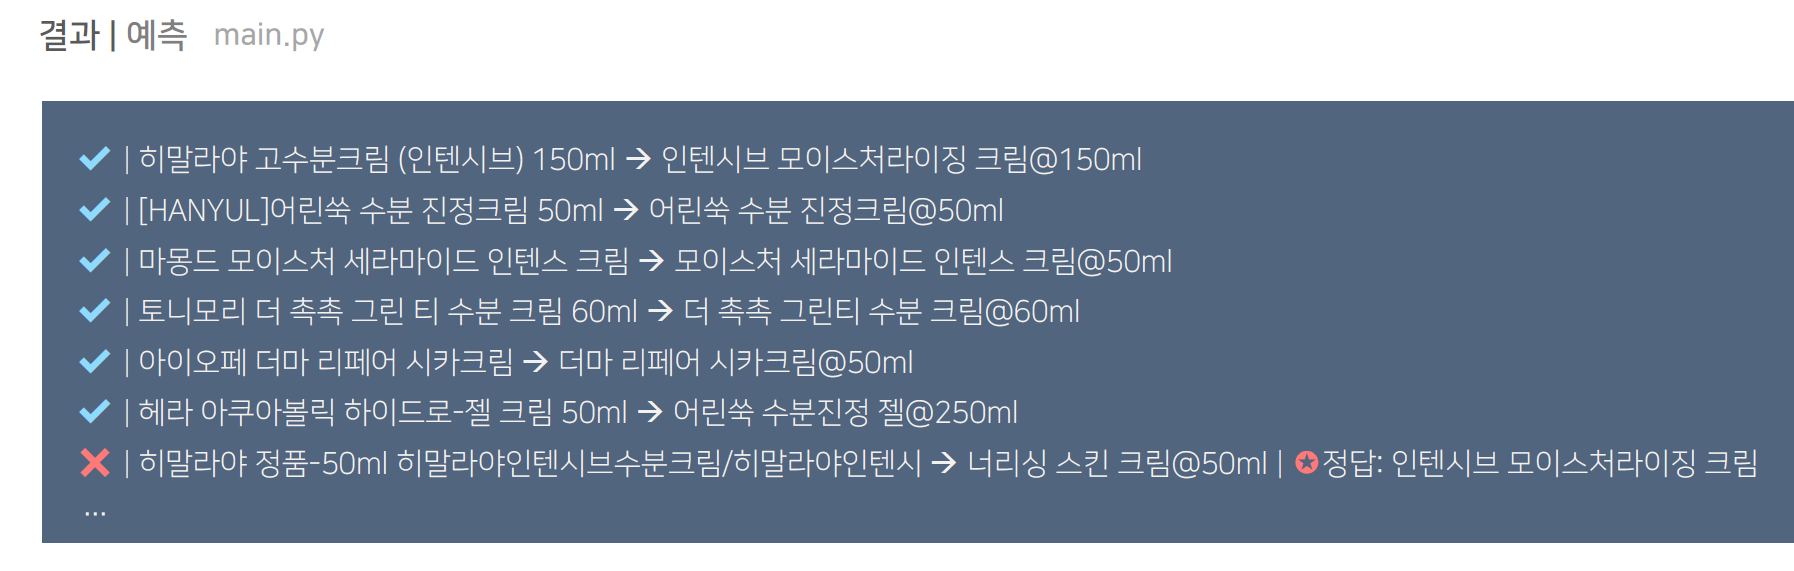 결과 | 예측 main.py
✔ | 히말라야 고수분크림 (인텐시브) 150ml → 인텐시브 모이스처라이징 크림@150ml
✔ | [HANYUL]어린쑥 수분 진정크림 50ml → 어린쑥 수분 진정크림@50ml
✔ | 마몽드 모이스처 세라마이드 인텐스 크림 → 모이스처 세라마이드 인텐스 크림@50ml
✔ | 토니모리 더 촉촉 그린 티 수분 크림 60ml → 더 촉촉 그린티 수분 크림@60ml
✔ | 아이오페 더마 리페어 시카크림 → 더마 리페어 시카크림@50ml
✔ | 헤라 아쿠아볼릭 하이드로-젤 크림 50ml → 어린쑥 수분진정 젤@250ml
✖ | 히말라야 정품-50ml 히말라야인텐시브수분크림/히말라야인텐시 → 너리싱 스킨 크림@50ml | ✪정답: 인텐시브 모이스처라이징 크림
...